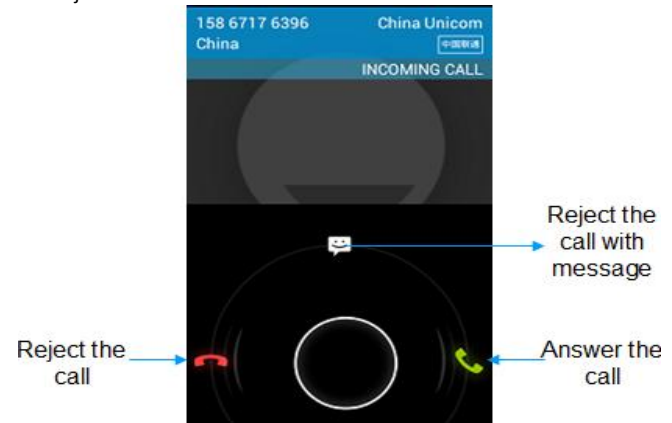 158 6717 6396
China Unicom
China
中国联通
INCOMING CALL
Reject the
call with
message
Reject the
call
Answer the
call